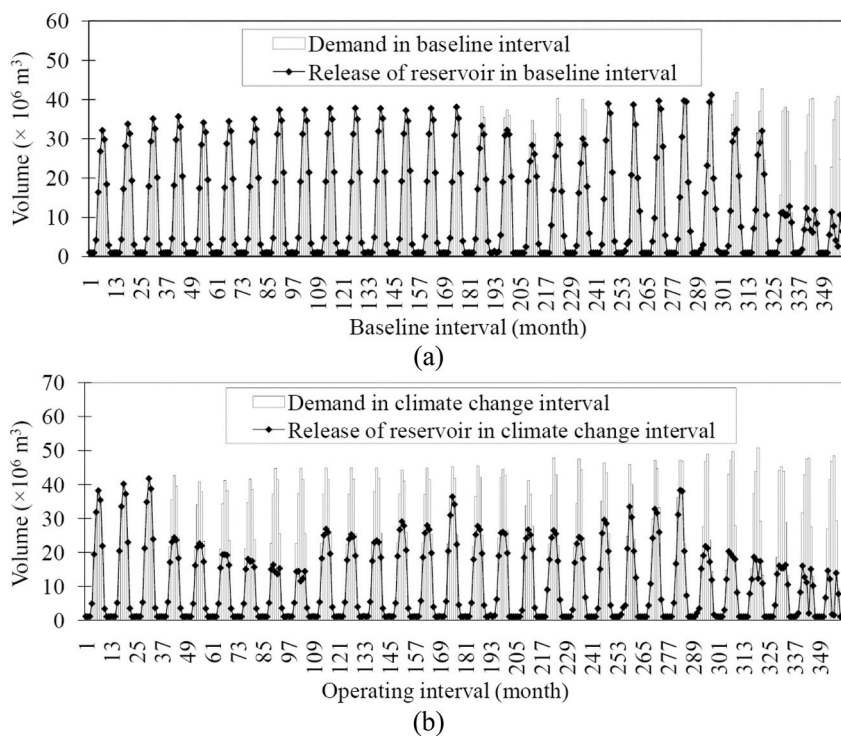 (a)
60
50
40
30
20
10
0
Volume (× 10⁶ m³)
Demand in baseline interval
Release of reservoir in baseline interval
1 13 25 37 49 61 73 85 97 109 121 133 145 157 169 181 193 205 217 229 241 253 265 277 289 301 313 325 337 349
Baseline interval (month)
(a)
70
60
50
40
30
20
10
0
Volume (×10⁶ m³)
Demand in climate change interval
Release of reservoir in climate change interval
1 13 25 37 49 61 73 85 97 109 121 133 145 157 169 181 193 205 217 229 241 253 265 277 289 301 313 325 337 349
Operating interval (month)
(b)